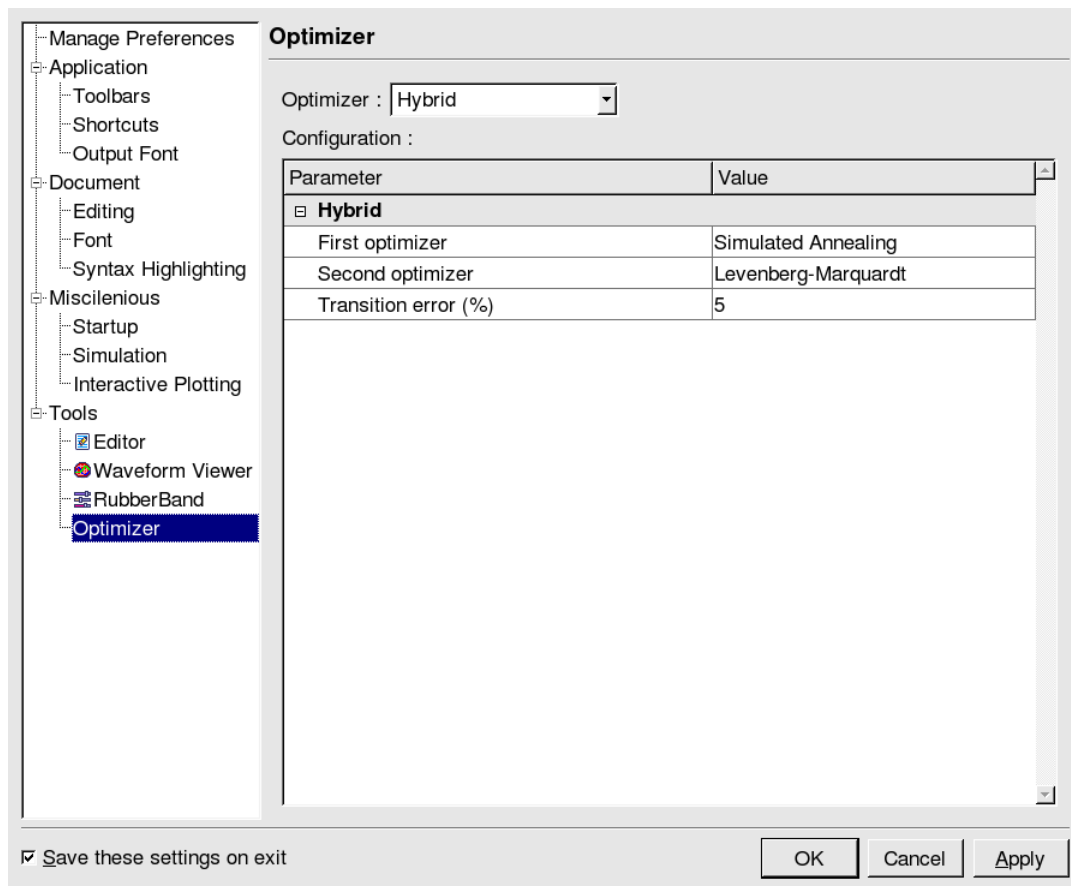 Manage Preferences
Application
Toolbars
Shortcuts
Output Font
Document
Editing
Font
Syntax Highlighting
Miscilenious
Startup
Simulation
Interactive Plotting
Tools
Editor
Waveform Viewer
RubberBand
Optimizer
Optimizer
Optimizer : Hybrid
Configuration :
Parameter Value
Hybrid
First optimizer Simulated Annealing
Second optimizer Levenberg-Marquardt
Transition error (%) 5
Save these settings on exit
OK Cancel Apply